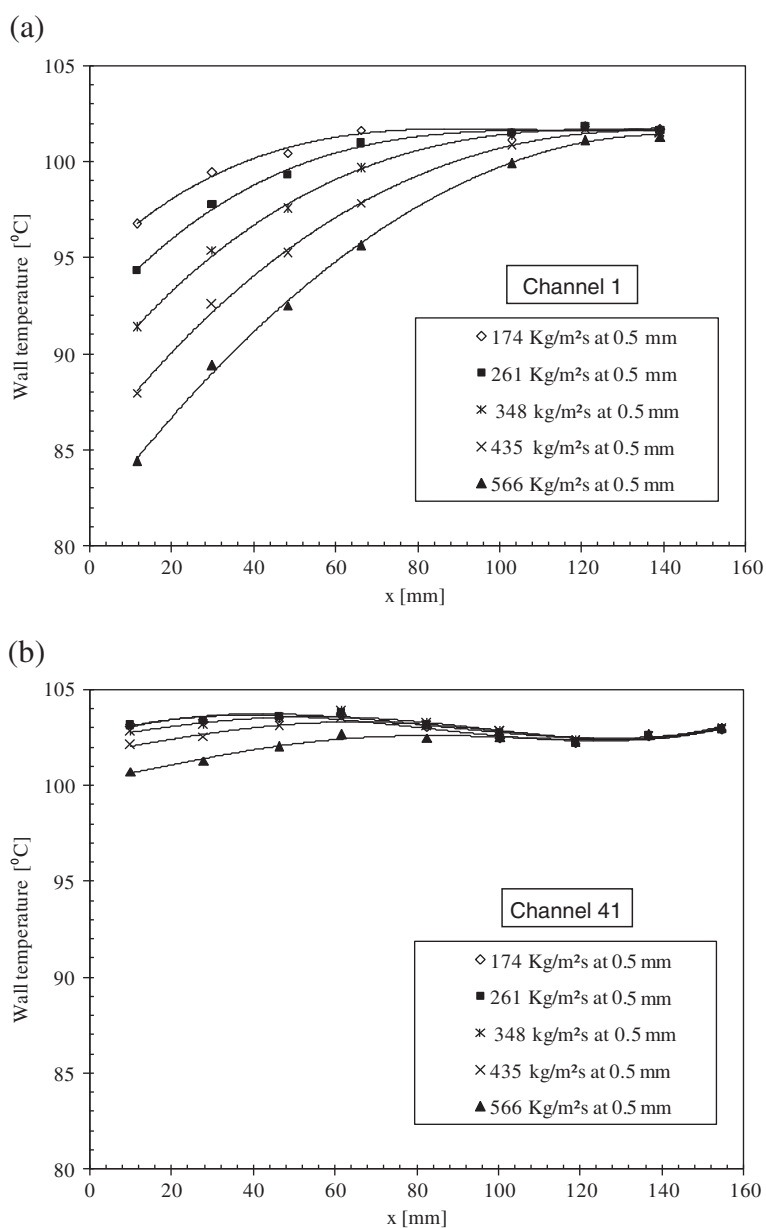 (a)
105
100
95
90
85
80
Wall temperature [⁰C]
Channel 1
174 Kg/m²s at 0.5 mm
261 Kg/m²s at 0.5 mm
348 kg/m²s at 0.5 mm
435 kg/m²s at 0.5 mm
566 Kg/m²s at 0.5 mm
0 20 40 60 80 100 120 140 160
x [mm]
(b)
105
100
95
90
85
80
Wall temperature [⁰C]
Channel 41
174 Kg/m²s at 0.5 mm
261 Kg/m²s at 0.5 mm
348 kg/m²s at 0.5 mm
435 kg/m²s at 0.5 mm
566 Kg/m²s at 0.5 mm
0 20 40 60 80 100 120 140 160
x [mm]